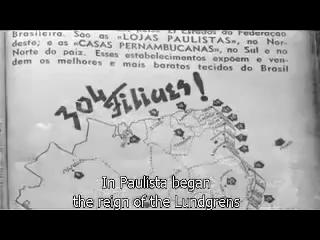 Brasileira. São as «LOJAS PAULISTAS», no Nor-
deste; e as «CASAS PERNAMBUCANAS», no Sul e no
Norte do país. Esses estabelecimentos expõem e ven-
dem os melhores e mais baratos tecidos do Brasil
304 Filiaes!
In Paulista began
the reign of the Lundgrens